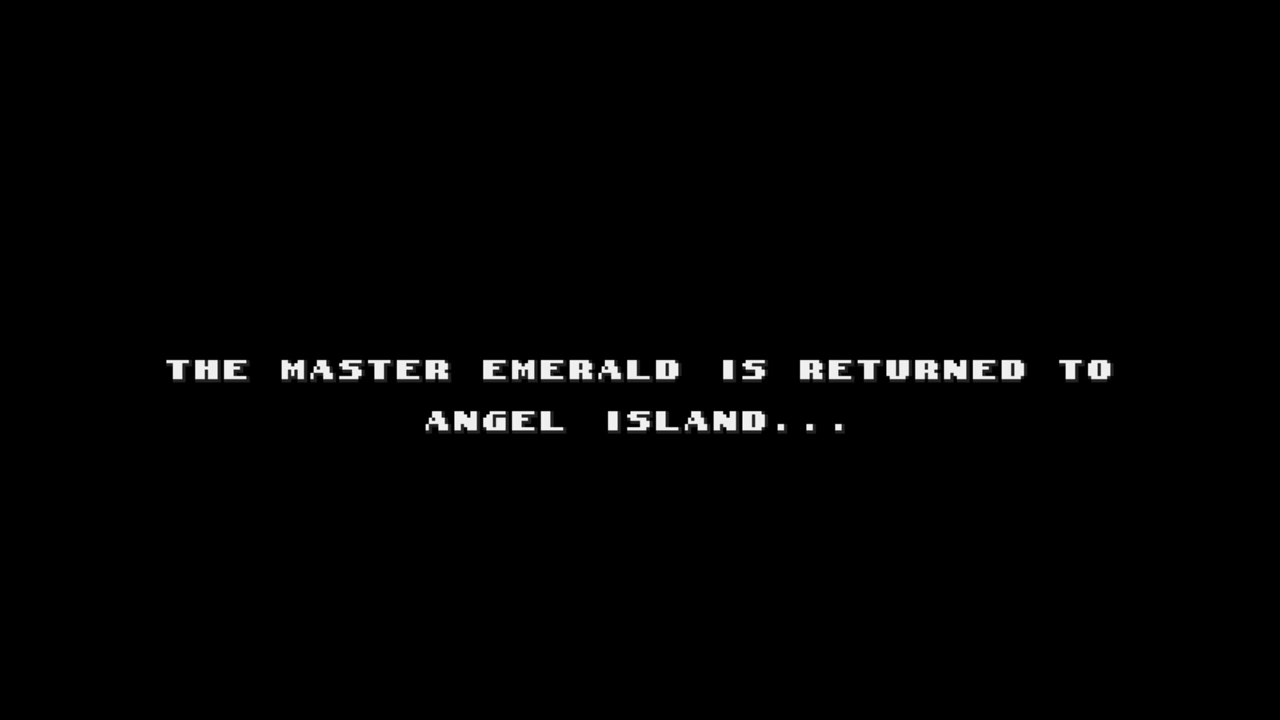 THE MASTER EMERALD IS RETURNED TO
ANGEL ISLAND...